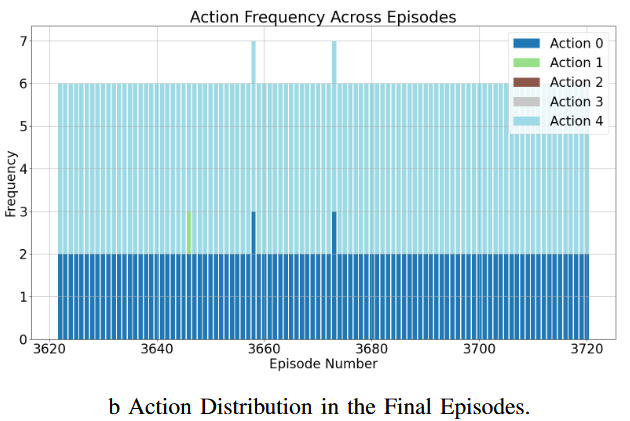 Action Frequency Across Episodes
7
6
5
4
3
2
1
0
Frequency
Action 0
Action 1
Action 2
Action 3
Action 4
3620 3640 3660 3680 3700 3720
Episode Number
b Action Distribution in the Final Episodes.